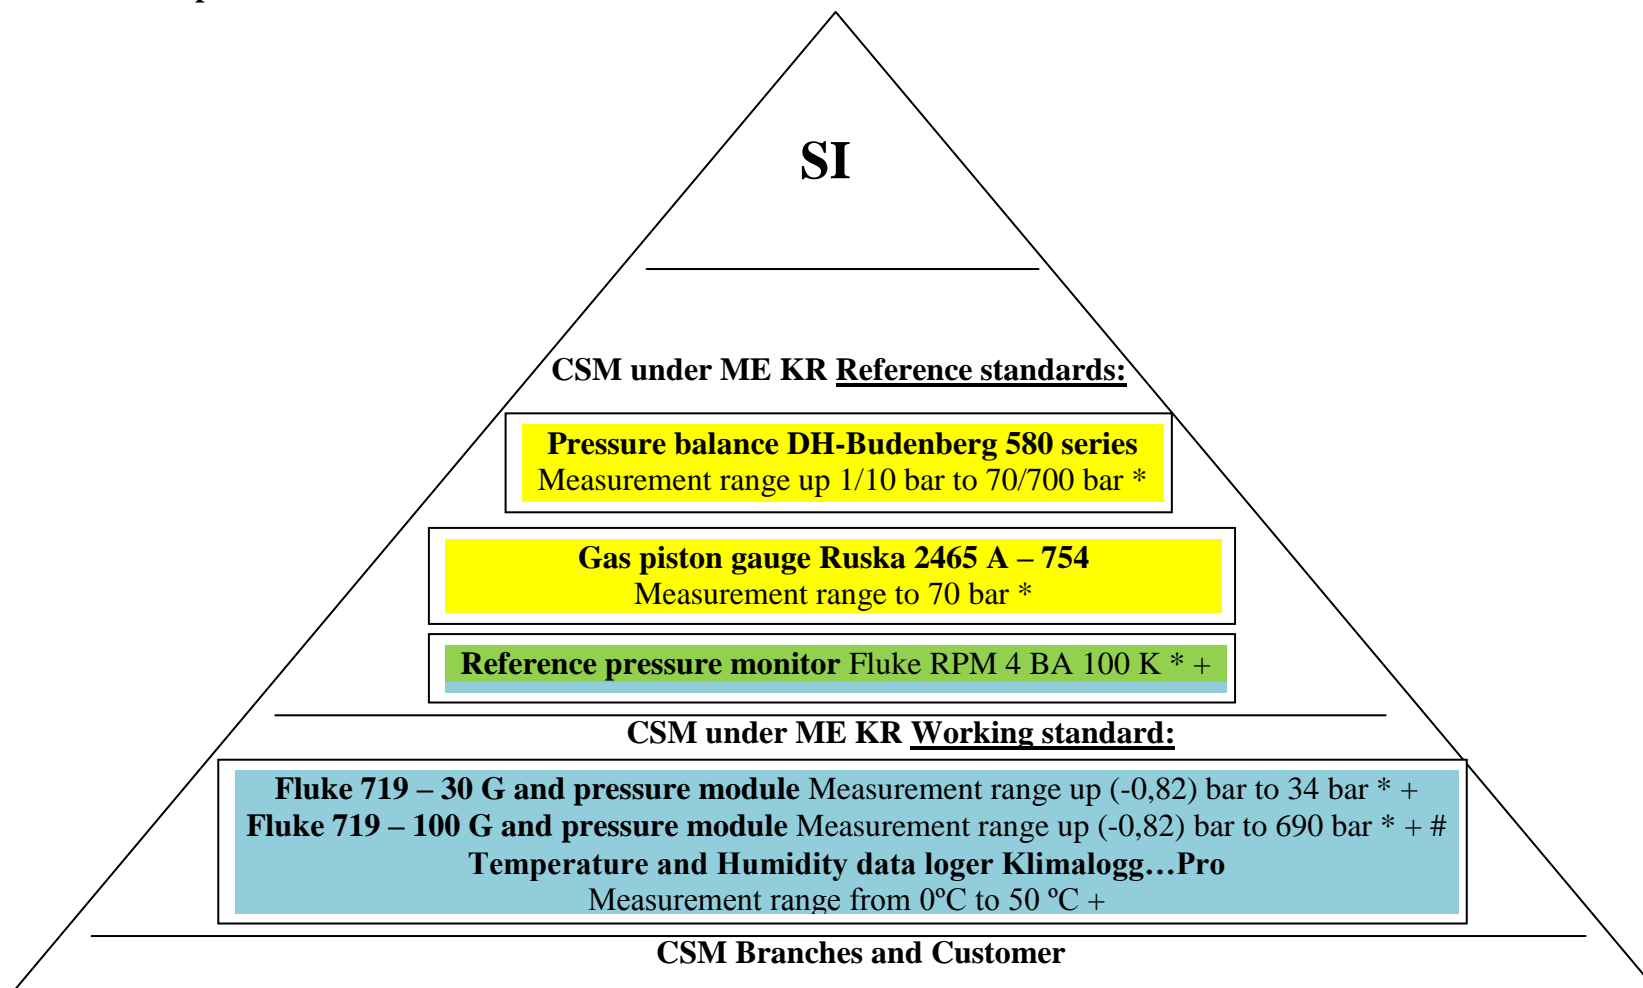 SI
CSM under ME KR Reference standards:
Pressure balance DH-Budenberg 580 series
Measurement range up 1/10 bar to 70/700 bar *
Gas piston gauge Ruska 2465 A – 754
Measurement range to 70 bar *
Reference pressure monitor Fluke RPM 4 BA 100 K * +
CSM under ME KR Working standard:
Fluke 719 – 30 G and pressure module Measurement range up (-0,82) bar to 34 bar * +
Fluke 719 – 100 G and pressure module Measurement range up (-0,82) bar to 690 bar * + #
Temperature and Humidity data loger Klimalogg…Pro
Measurement range from 0ºC to 50 ºC +
CSM Branches and Customer